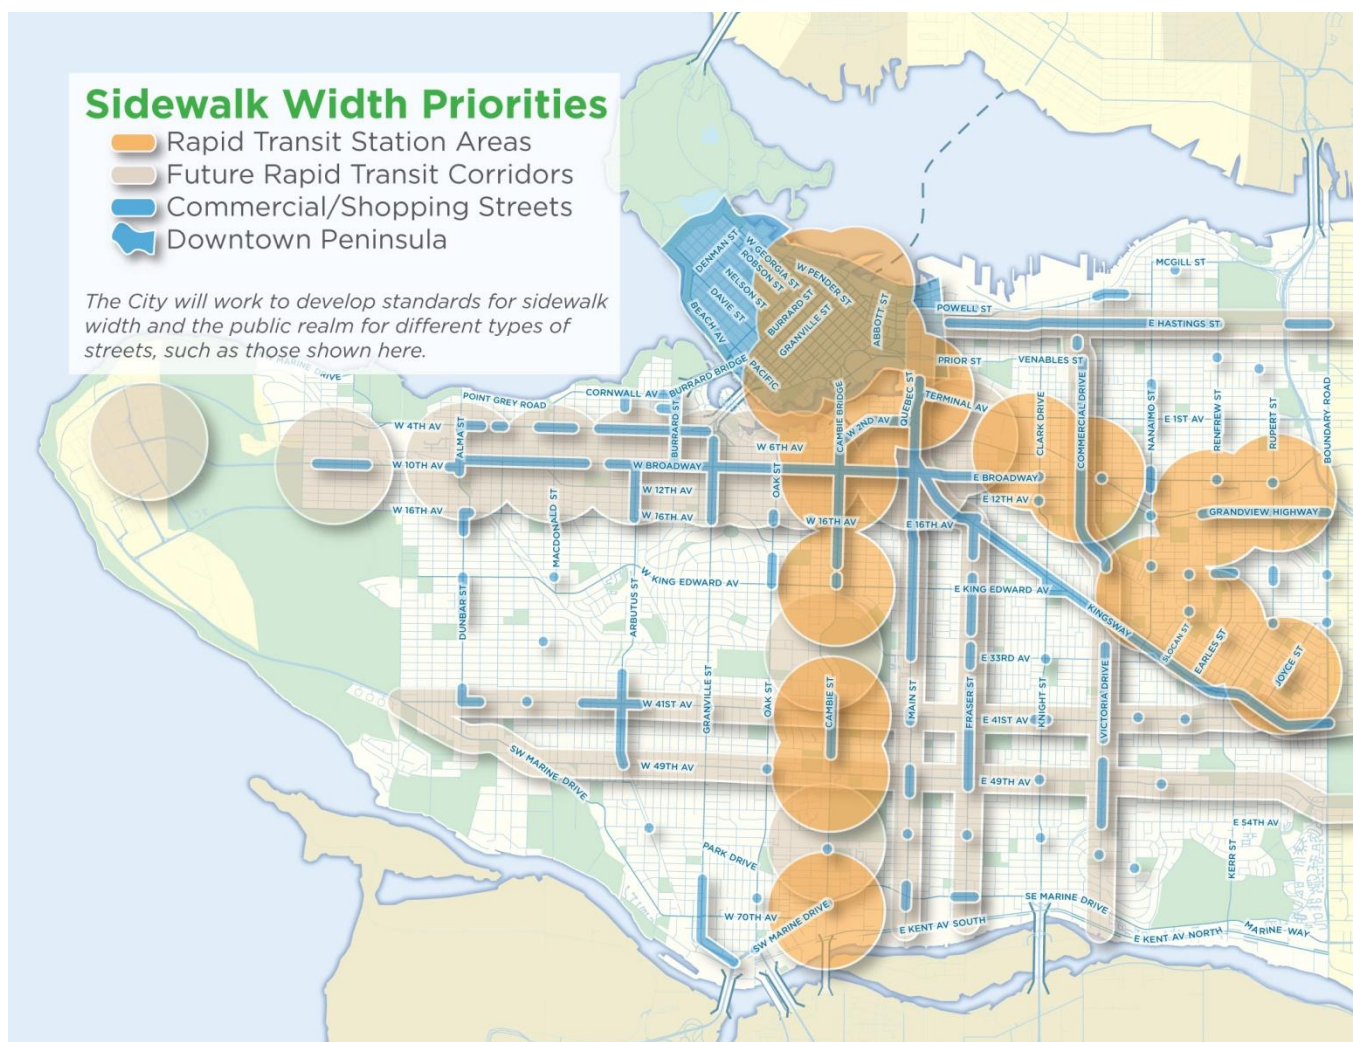 Sidewalk Width Priorities
Rapid Transit Station Areas
Future Rapid Transit Corridors
Commercial/Shopping Streets
Downtown Peninsula
The City will work to develop standards for sidewalk
width and the public realm for different types of
streets, such as those shown here.
MARINE DRIVE
MCGILL ST
DENMAN ST
W GEORGIA ST
ROBSON ST
W PENDER ST
NELSON ST
DAVIE ST
BURRARD ST
GRANVILLE ST
ABBOTT ST
BEACH AV
PACIFIC
POWELL ST
E HASTINGS ST
BURRARD BRIDGE
PRIOR ST
VENABLES ST
CORNWALL AV
POINT GREY ROAD
CAMBIE BRIDGE
QUEBEC ST
TERMINAL AV
CLARK DRIVE
COMMERCIAL DRIVE
NANAIMO ST
E 1ST AV
RENFREW ST
RUPERT ST
BOUNDARY ROAD
W 4TH AV
ALMA ST
BURRARD ST
W 2ND AV
W 6TH AV
W 10TH AV
W BROADWAY
OAK ST
E BROADWAY
W 12TH AV
E 12TH AV
W 16TH AV
MACDONALD ST
W 16TH AV
W 16TH AV
E 16TH AV
GRANDVIEW HIGHWAY
W KING EDWARD AV
E KING EDWARD AV
DUNBAR ST
ARBUTUS ST
KINGSWAY
SLOCAN ST
EARLES ST
JOYCE ST
E 33RD AV
GRANVILLE ST
OAK ST
CAMBIE ST
MAIN ST
FRASER ST
KNIGHT ST
VICTORIA DRIVE
W 41ST AV
E 41ST AV
SW MARINE DRIVE
W 49TH AV
E 49TH AV
E 54TH AV
PARK DRIVE
KERR ST
W 70TH AV
SW MARINE DRIVE
SE MARINE DRIVE
E KENT AV SOUTH
E KENT AV NORTH
MARINE WAY